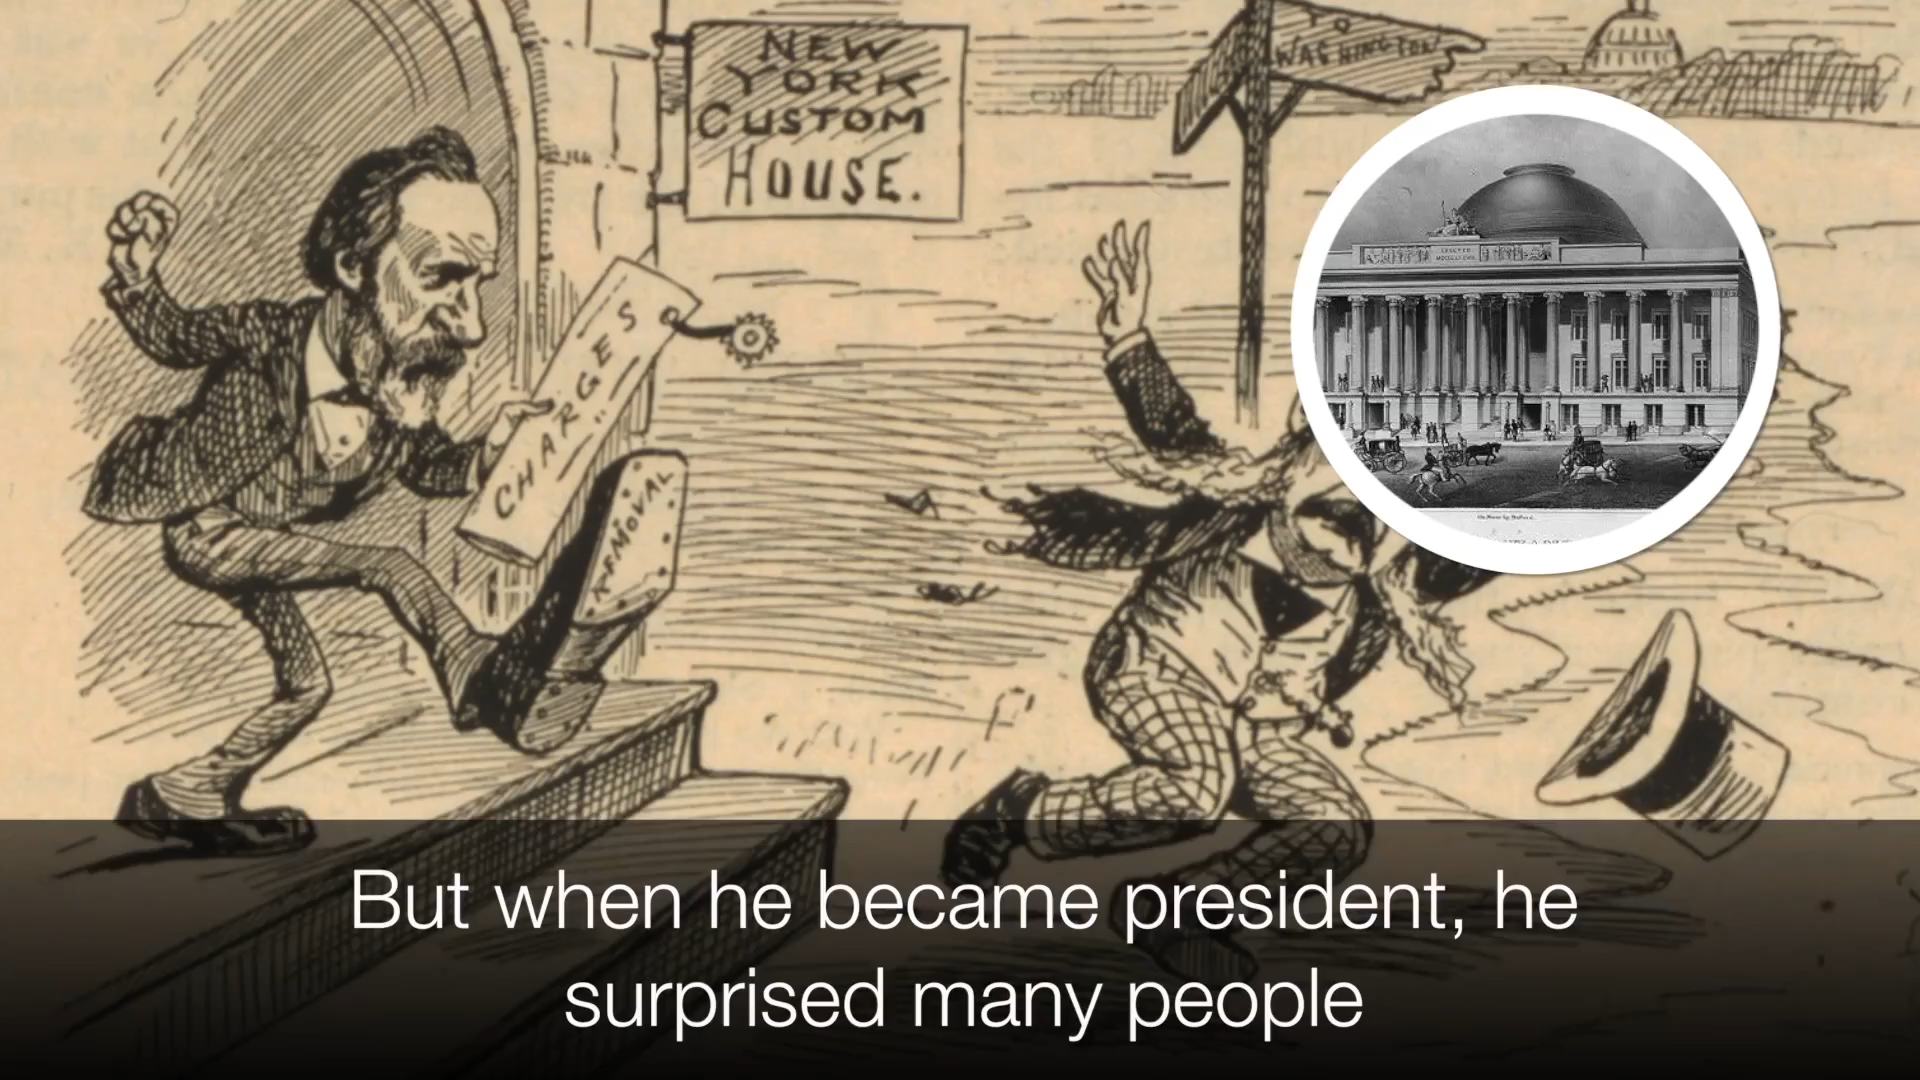 NEW
YORK
CUSTOM
HOUSE.
TO
WASHINGTON
CHARGES
REMOVAL
But when he became president, he
surprised many people